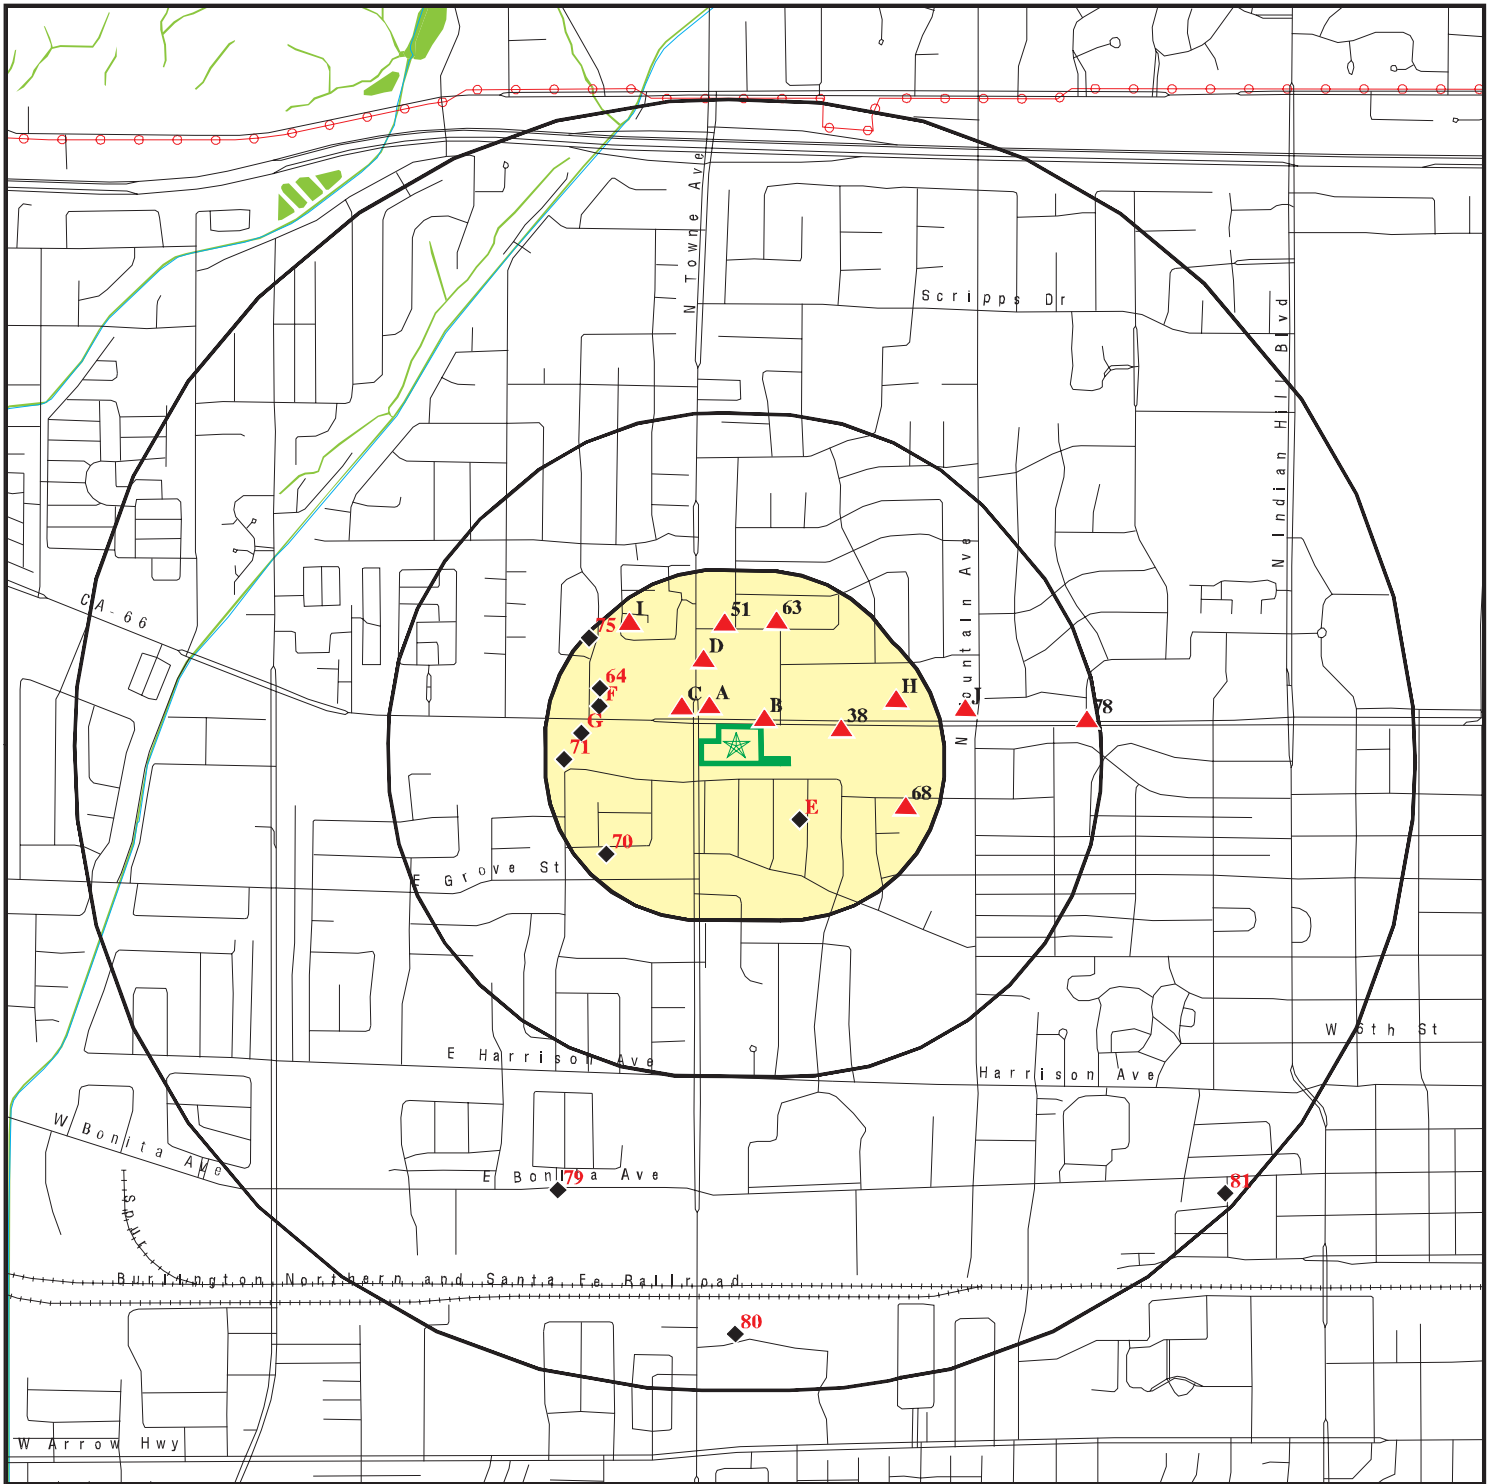 N Towne Ave
Scripps Dr
N Indian Hill Blvd
CA-66
N Mountain Ave
I
51
63
75
D
64
F
C
A
B
H
J
78
G
38
71
68
E
70
E Grove St
W 6th St
E Harrison Ave
Harrison Ave
W Bonita Ave
E Bonita Ave
79
81
Spur
Burlington Northern and Santa Fe Railroad
80
W Arrow Hwy